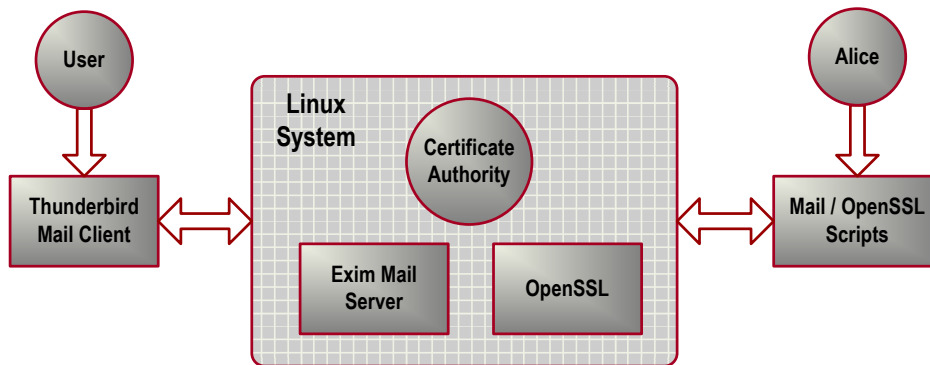 User
Alice
Linux
System
Certificate
Authority
Thunderbird
Mail Client
Mail / OpenSSL
Scripts
Exim Mail
Server
OpenSSL